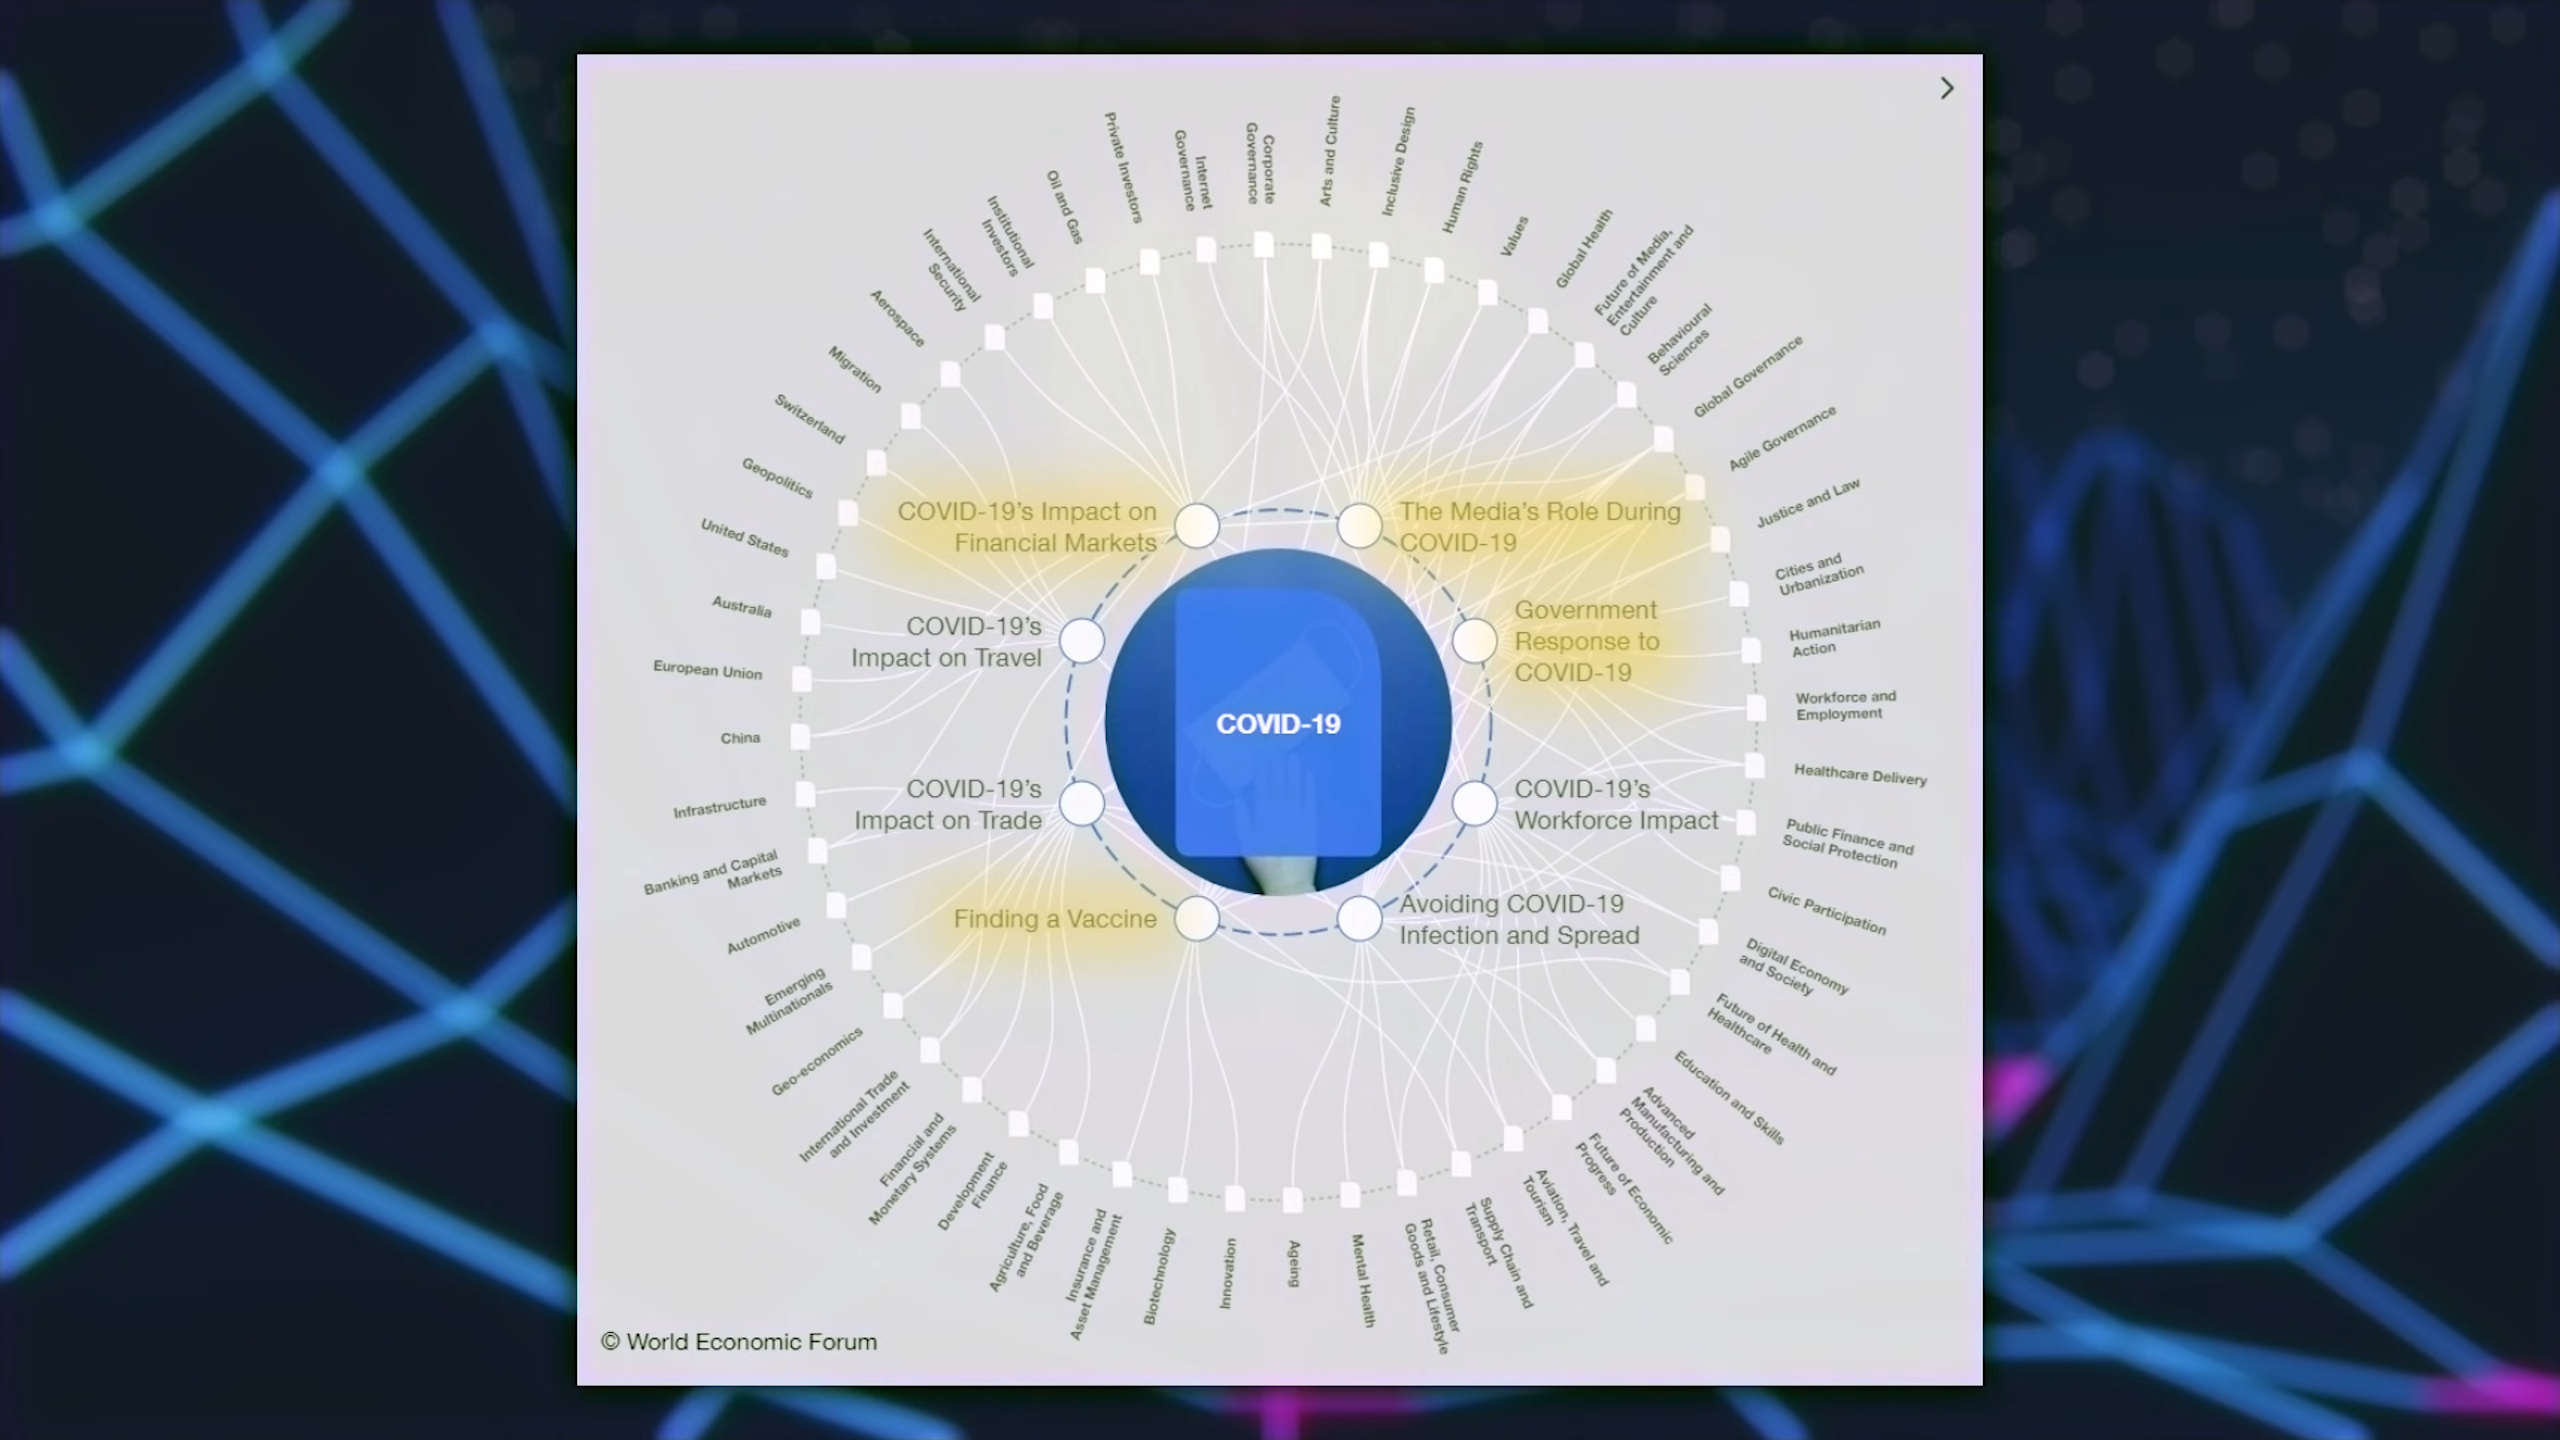 Private Investors
Internet
Governance
Corporate
Governance
Arts and Culture
Inclusive Design
Human Rights
Values
Global Health
Future of Media,
Entertainment and
Culture
Behavioural
Sciences
Global Governance
Agile Governance
Justice and Law
Cities and
Urbanization
Humanitarian
Action
Workforce and
Employment
Healthcare Delivery
Public Finance and
Social Protection
Civic Participation
Digital Economy
and Society
Future of Health and
Healthcare
Education and Skills
Advanced
Manufacturing and
Production
Future of Economic
Progress
Aviation, Travel and
Tourism
Supply Chain and
Transport
Retail, Consumer
Goods and Lifestyle
Mental Health
Ageing
Innovation
Biotechnology
Insurance and
Asset Management
Agriculture, Food
and Beverage
Development
Finance
Financial and
Monetary Systems
International Trade
and Investment
Geo-economics
Emerging
Multinationals
Automotive
Banking and Capital
Markets
Infrastructure
China
European Union
Australia
United States
Geopolitics
Switzerland
Migration
Aerospace
International
Security
Institutional
Investors
Oil and Gas
COVID-19's Impact on
Financial Markets
The Media's Role During
COVID-19
COVID-19's
Impact on Travel
Government
Response to
COVID-19
COVID-19
COVID-19's
Impact on Trade
COVID-19's
Workforce Impact
Finding a Vaccine
Avoiding COVID-19
Infection and Spread
© World Economic Forum